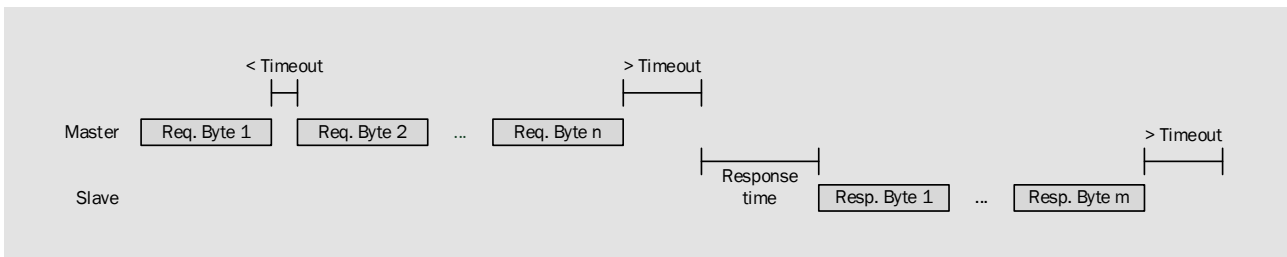 < Timeout
> Timeout
Master Req. Byte 1 Req. Byte 2 ... Req. Byte n
> Timeout
Response
time
Slave Resp. Byte 1 ... Resp. Byte m